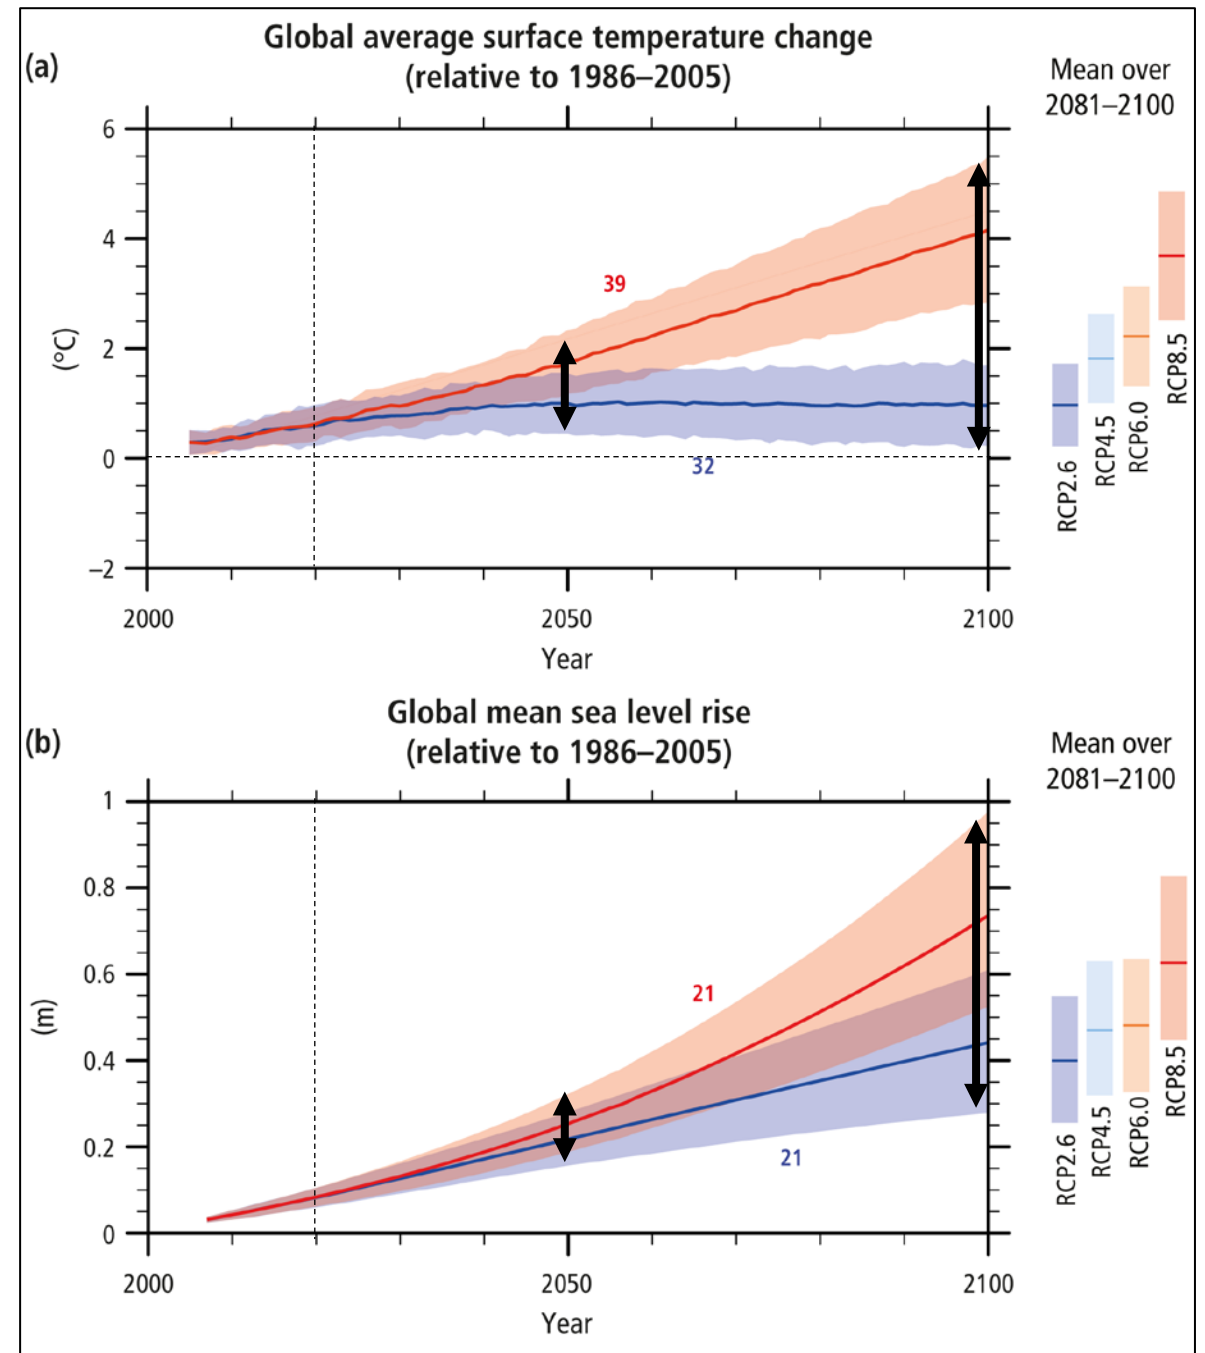 Global average surface temperature change
(relative to 1986–2005)
(a)
Mean over
2081–2100
6
4
2
0
–2
(°C)
39
32
2000
2050
2100
Year
RCP2.6
RCP4.5
RCP6.0
RCP8.5
Global mean sea level rise
(relative to 1986–2005)
(b)
Mean over
2081–2100
1
0.8
0.6
0.4
0.2
0
(m)
21
21
2000
2050
2100
Year
RCP2.6
RCP4.5
RCP6.0
RCP8.5